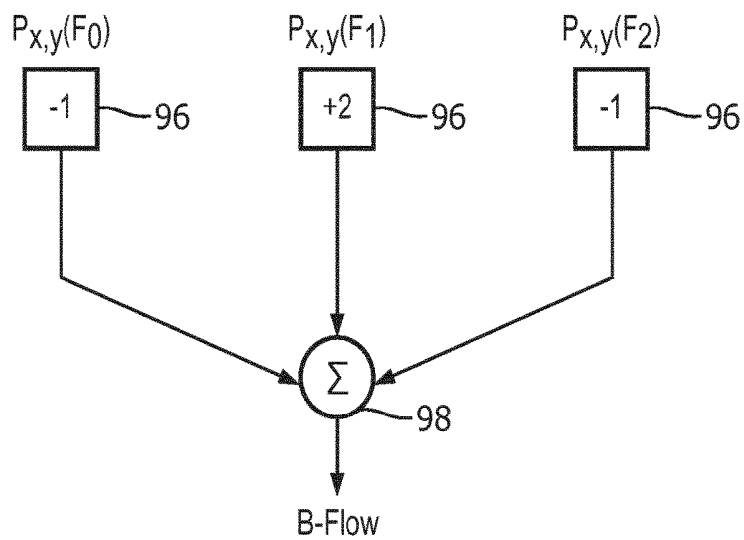 Px,y(F0) Px,y(F1) Px,y(F2)
-1 96 +2 96 -1 96
Σ
98
B-Flow